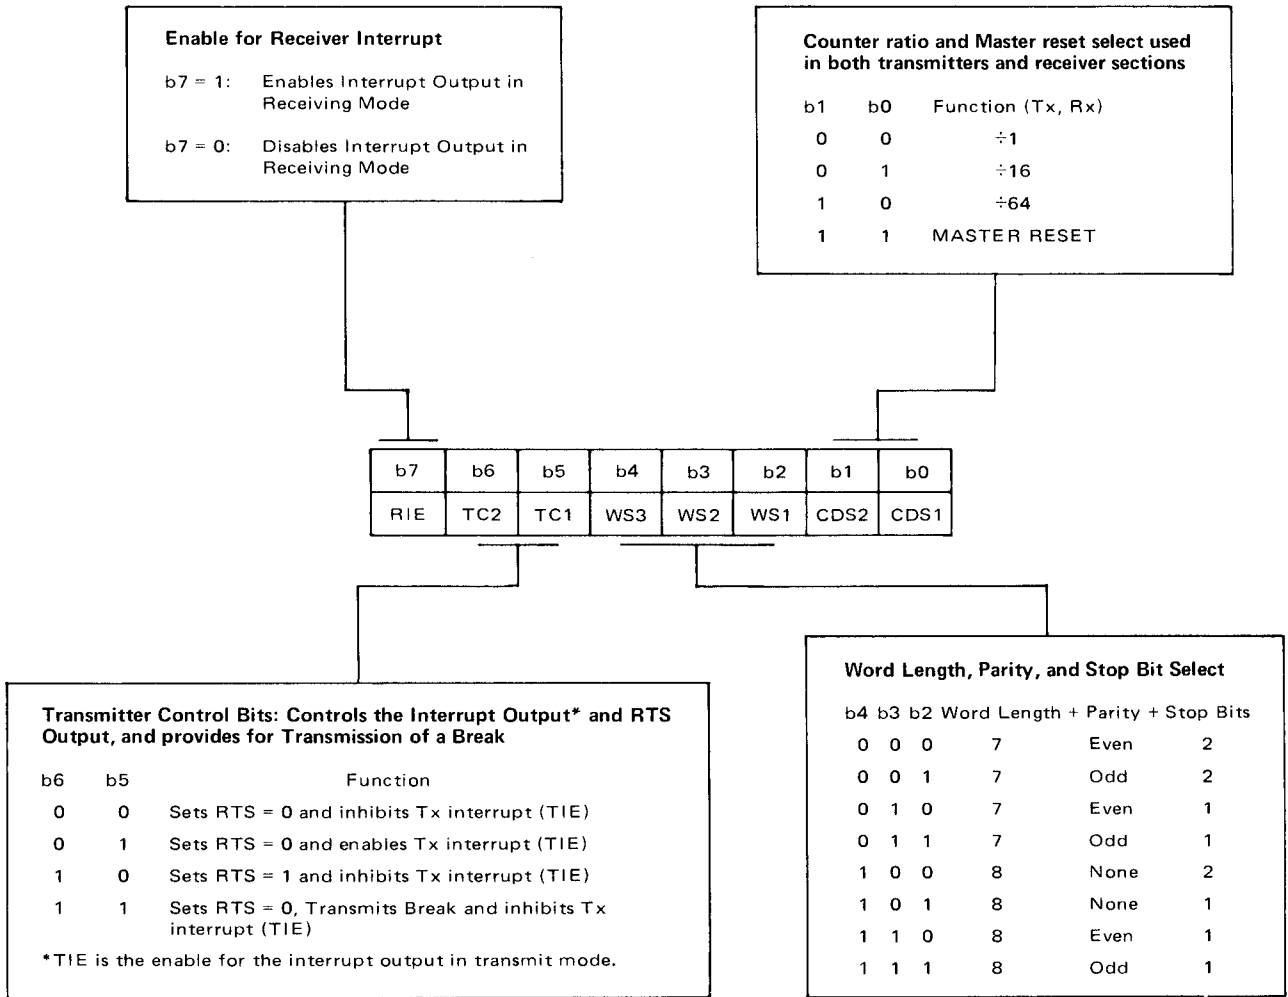 Enable for Receiver Interrupt
b7 = 1: Enables Interrupt Output in
Receiving Mode
b7 = 0: Disables Interrupt Output in
Receiving Mode
Counter ratio and Master reset select used
in both transmitters and receiver sections
b1 b0 Function (Tx, Rx)
0 0 ÷1
0 1 ÷16
1 0 ÷64
1 1 MASTER RESET
b7 b6 b5 b4 b3 b2 b1 b0
RIE TC2 TC1 WS3 WS2 WS1 CDS2 CDS1
Transmitter Control Bits: Controls the Interrupt Output* and RTS
Output, and provides for Transmission of a Break
b6 b5 Function
0 0 Sets RTS = 0 and inhibits Tx interrupt (TIE)
0 1 Sets RTS = 0 and enables Tx interrupt (TIE)
1 0 Sets RTS = 1 and inhibits Tx interrupt (TIE)
1 1 Sets RTS = 0, Transmits Break and inhibits Tx
interrupt (TIE)
*TIE is the enable for the interrupt output in transmit mode.
Word Length, Parity, and Stop Bit Select
b4 b3 b2 Word Length + Parity + Stop Bits
0 0 0 7 Even 2
0 0 1 7 Odd 2
0 1 0 7 Even 1
0 1 1 7 Odd 1
1 0 0 8 None 2
1 0 1 8 None 1
1 1 0 8 Even 1
1 1 1 8 Odd 1